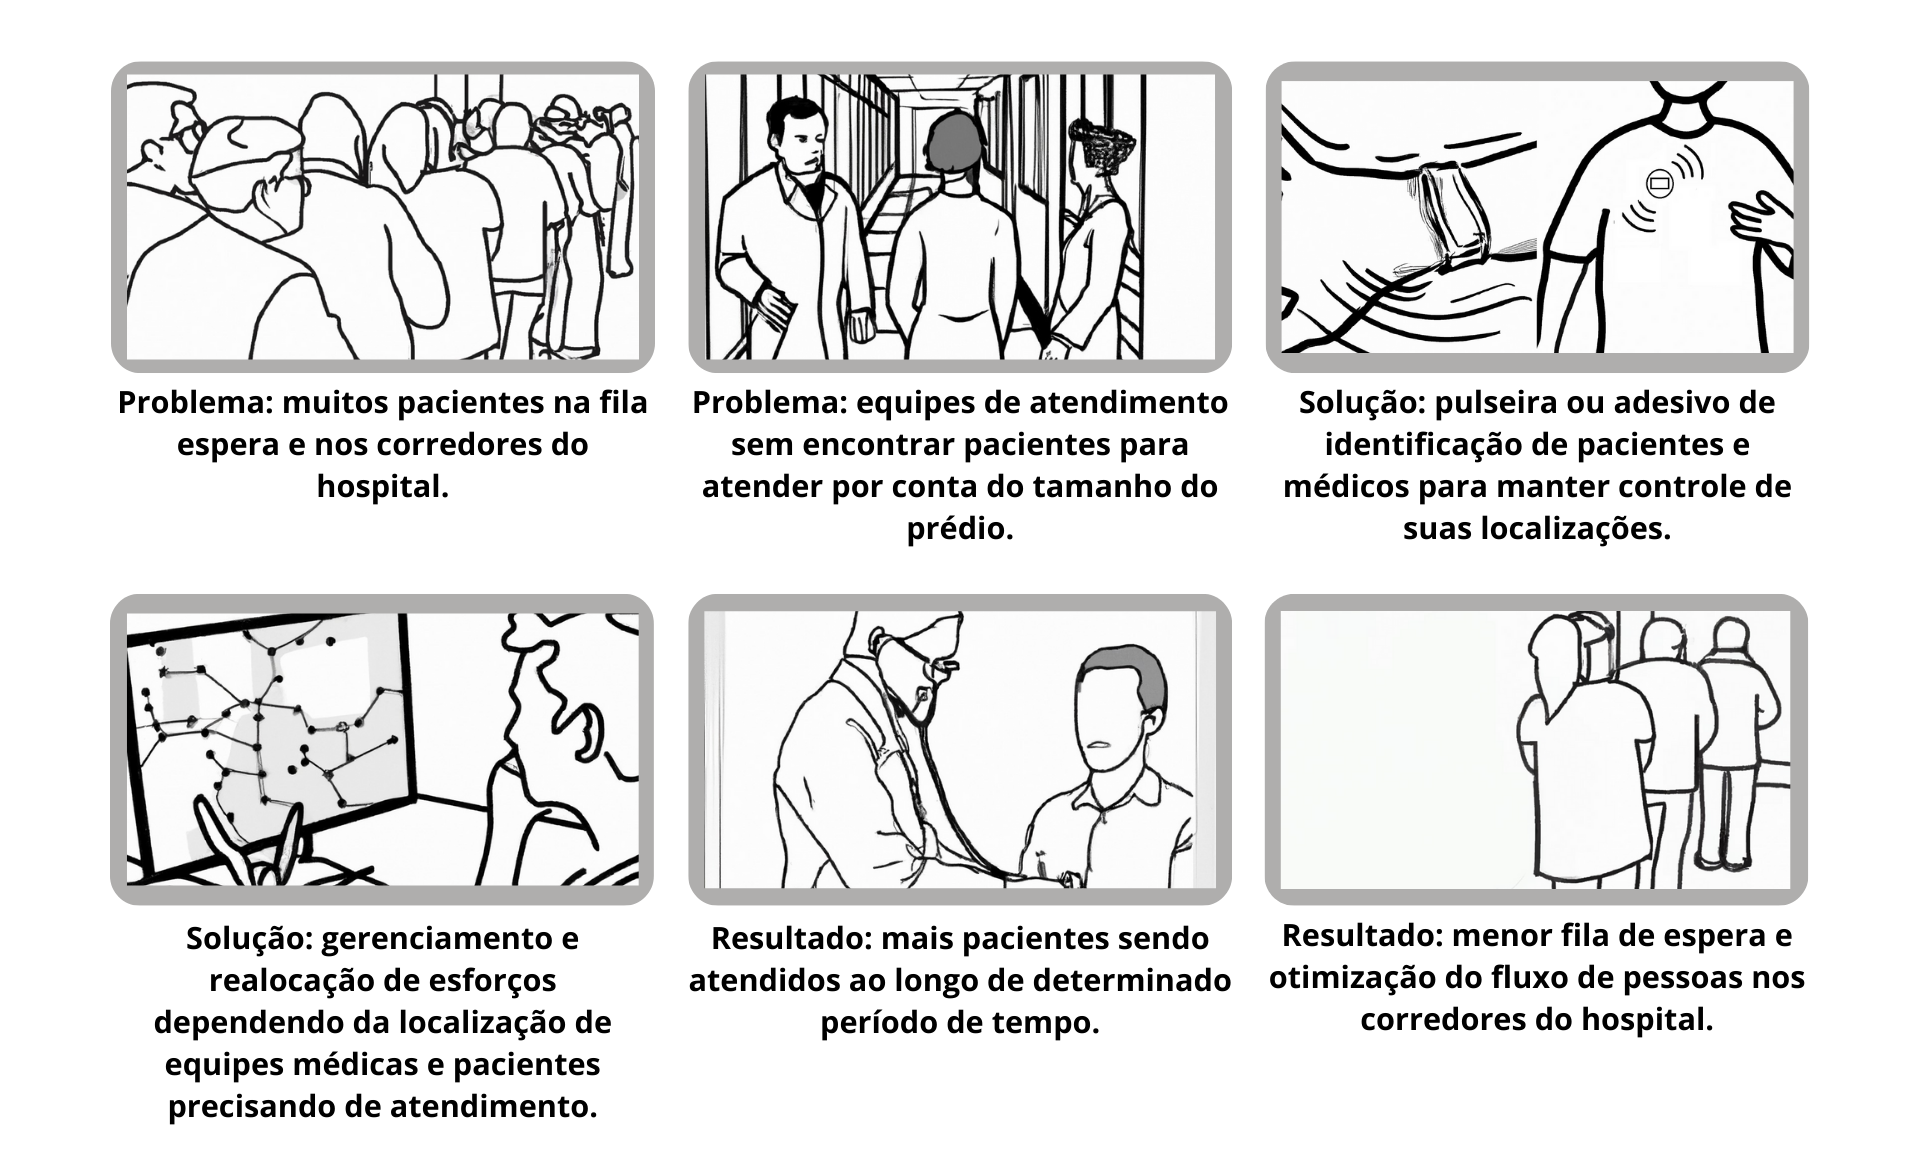 Problema: muitos pacientes na fila
espera e nos corredores do
hospital.
Problema: equipes de atendimento
sem encontrar pacientes para
atender por conta do tamanho do
prédio.
Solução: pulseira ou adesivo de
identificação de pacientes e
médicos para manter controle de
suas localizações.
Solução: gerenciamento e
realocação de esforços
dependendo da localização de
equipes médicas e pacientes
precisando de atendimento.
Resultado: mais pacientes sendo
atendidos ao longo de determinado
período de tempo.
Resultado: menor fila de espera e
otimização do fluxo de pessoas nos
corredores do hospital.